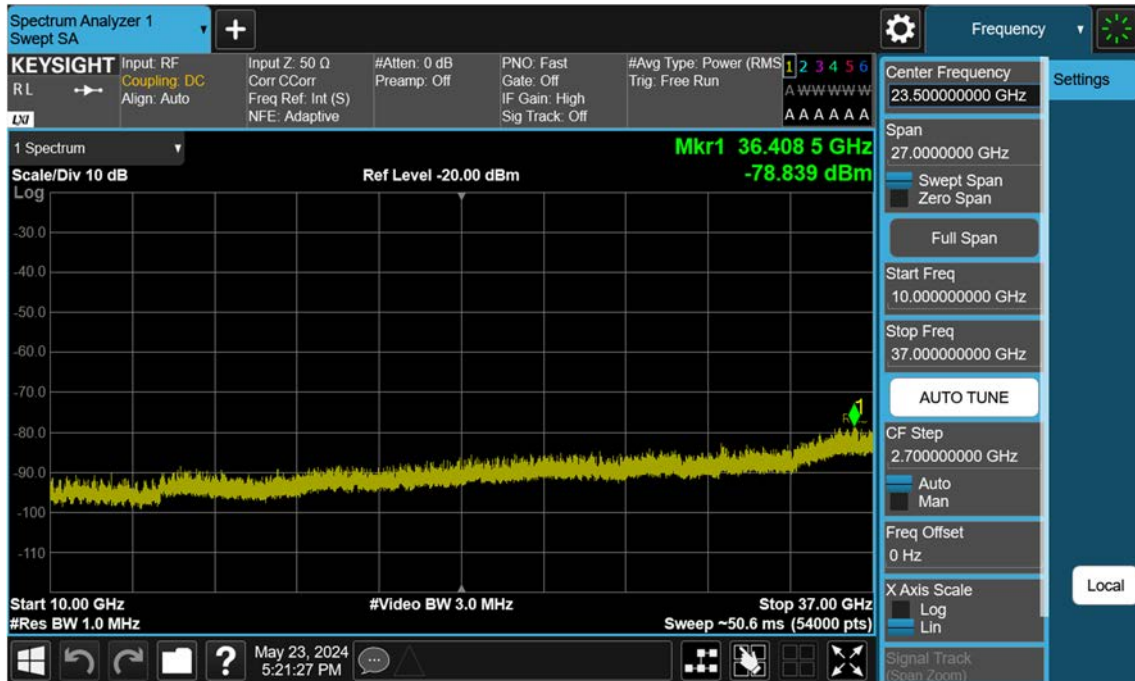 Spectrum Analyzer 1
Swept SA
+
Frequency
KEYSIGHT
RL
LXI
Input: RF
Coupling: DC
Align: Auto
Input Z: 50 Ω
Corr CCorr
Freq Ref: Int (S)
NFE: Adaptive
#Atten: 0 dB
Preamp: Off
PNO: Fast
Gate: Off
IF Gain: High
Sig Track: Off
#Avg Type: Power (RMS
Trig: Free Run
1 2 3 4 5 6
A W W W W W
A A A A A A
1 Spectrum
Mkr1 36.408 5 GHz
-78.839 dBm
Scale/Div 10 dB
Ref Level -20.00 dBm
Log
-30.0
-40.0
-50.0
-60.0
-70.0
-80.0
-90.0
-100
-110
1
Start 10.00 GHz
#Video BW 3.0 MHz
Stop 37.00 GHz
#Res BW 1.0 MHz
Sweep ~50.6 ms (54000 pts)
?
May 23, 2024
5:21:27 PM
Center Frequency
23.500000000 GHz
Span
27.0000000 GHz
Swept Span
Zero Span
Full Span
Start Freq
10.000000000 GHz
Stop Freq
37.000000000 GHz
AUTO TUNE
CF Step
2.700000000 GHz
Auto
Man
Freq Offset
0 Hz
X Axis Scale
Log
Lin
Signal Track
(Span Zoom)
Settings
Local